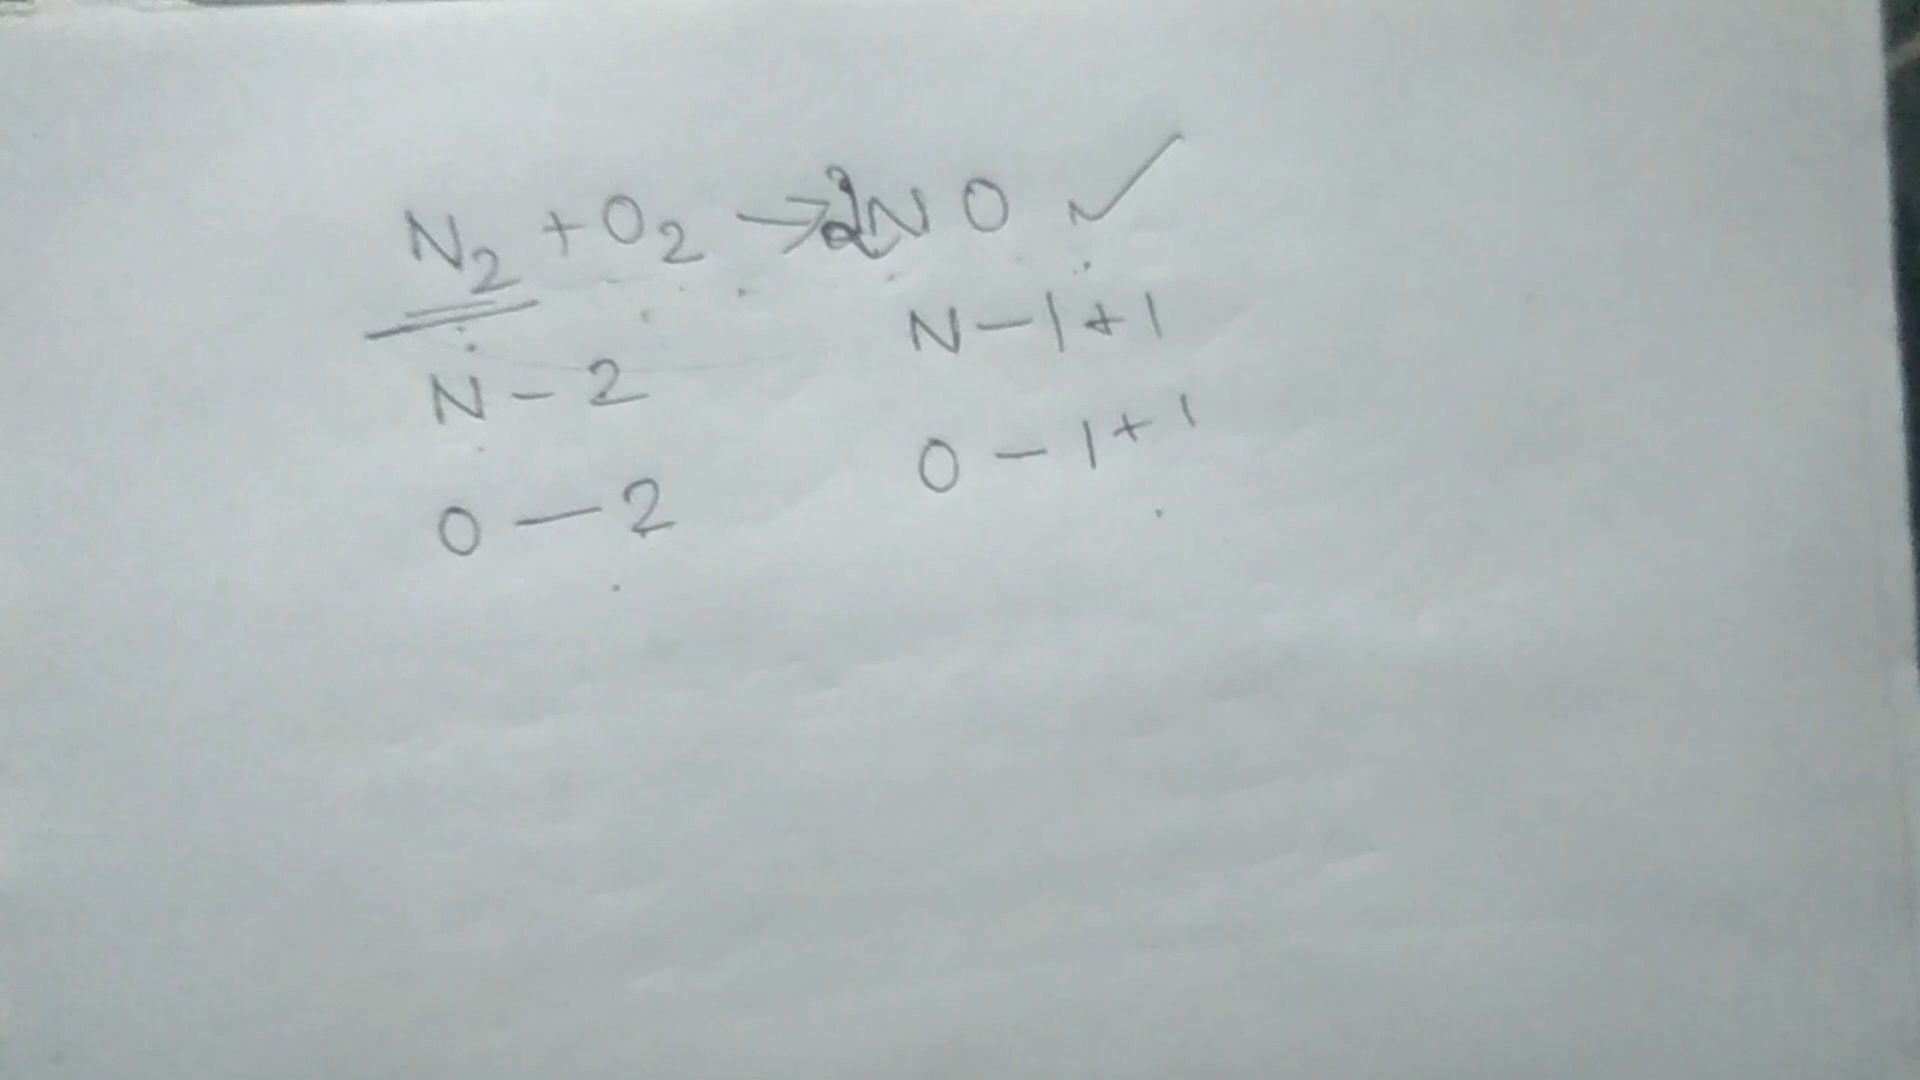 N₂ + O₂ → 2NO ✓
N - 2 N - 1 + 1
O - 2 O - 1 + 1